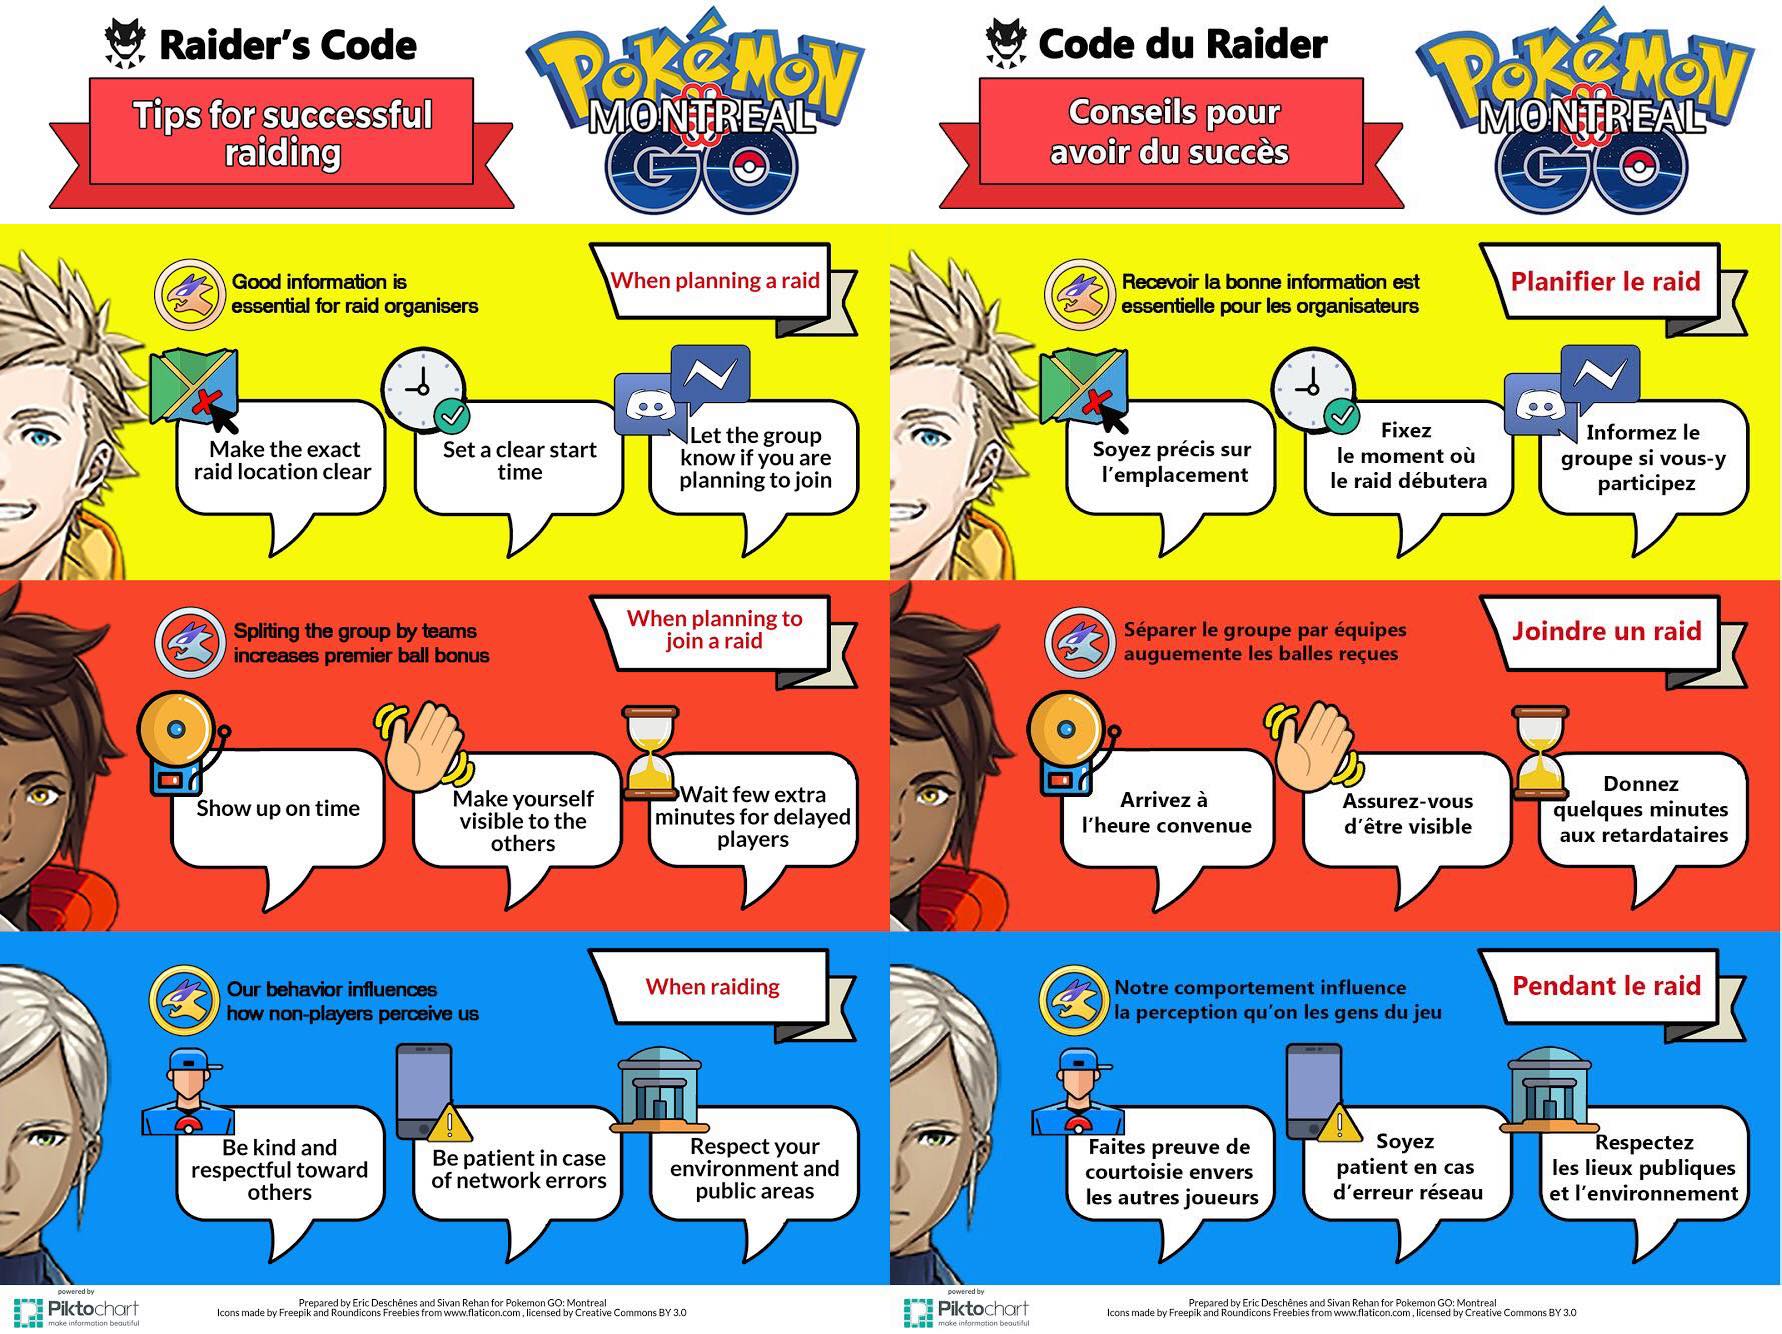 Raider's Code
Tips for successful
raiding
POKÉMON
MONTREAL
GO
Good information is
essential for raid organisers
When planning a raid
Make the exact
raid location clear
Set a clear start
time
Let the group
know if you are
planning to join
Spliting the group by teams
increases premier ball bonus
When planning to
join a raid
Show up on time
Make yourself
visible to the
others
Wait few extra
minutes for delayed
players
Our behavior influences
how non-players perceive us
When raiding
Be kind and
respectful toward
others
Be patient in case
of network errors
Respect your
environment and
public areas
powered by
Piktochart
make information beautiful
Prepared by Eric Deschênes and Sivan Rehan for Pokemon GO: Montreal
Icons made by Freepik and Roundicons Freebies from www.flaticon.com , licensed by Creative Commons BY 3.0
Code du Raider
Conseils pour
avoir du succès
POKÉMON
MONTREAL
GO
Recevoir la bonne information est
essentielle pour les organisateurs
Planifier le raid
Soyez précis sur
l'emplacement
Fixez
le moment où
le raid débutera
Informez le
groupe si vous-y
participez
Séparer le groupe par équipes
auguemente les balles reçues
Joindre un raid
Arrivez à
l'heure convenue
Assurez-vous
d'être visible
Donnez
quelques minutes
aux retardataires
Notre comportement influence
la perception qu'on les gens du jeu
Pendant le raid
Faites preuve de
courtoisie envers
les autres joueurs
Soyez
patient en cas
d'erreur réseau
Respectez
les lieux publiques
et l'environnement
powered by
Piktochart
make information beautiful
Prepared by Eric Deschênes and Sivan Rehan for Pokemon GO: Montreal
Icons made by Freepik and Roundicons Freebies from www.flaticon.com , licensed by Creative Commons BY 3.0